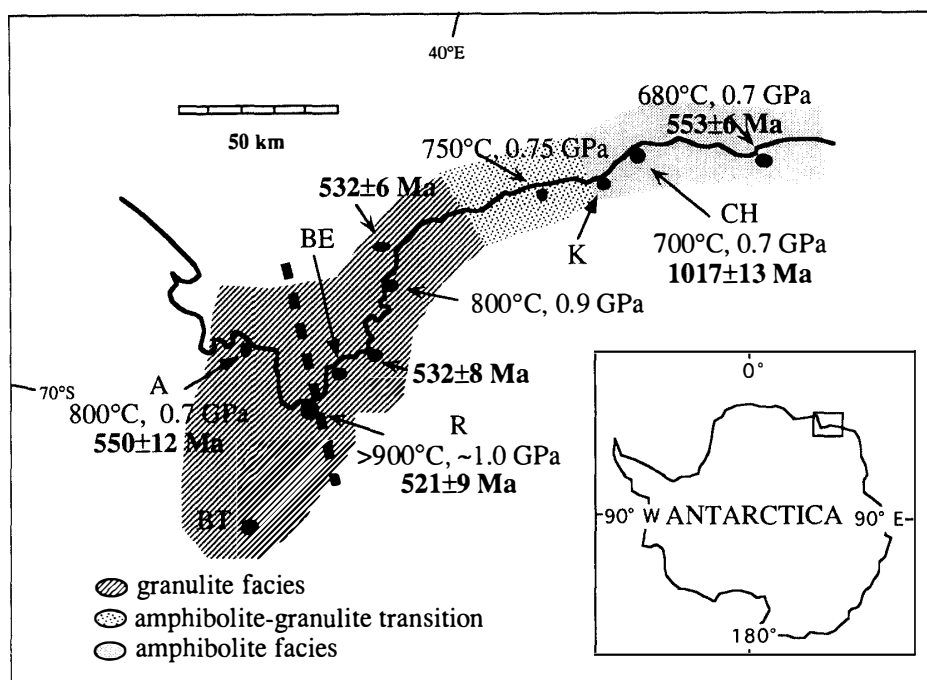 40°E
50 km
680°C, 0.7 GPa
553±6 Ma
750°C, 0.75 GPa
532±6 Ma
BE
K
CH
700°C, 0.7 GPa
1017±13 Ma
800°C, 0.9 GPa
70°S
A
800°C, 0.7 GPa
550±12 Ma
532±8 Ma
R
>900°C, ~1.0 GPa
521±9 Ma
BT
granulite facies
amphibolite-granulite transition
amphibolite facies
0°
90° W ANTARCTICA 90° E
180°